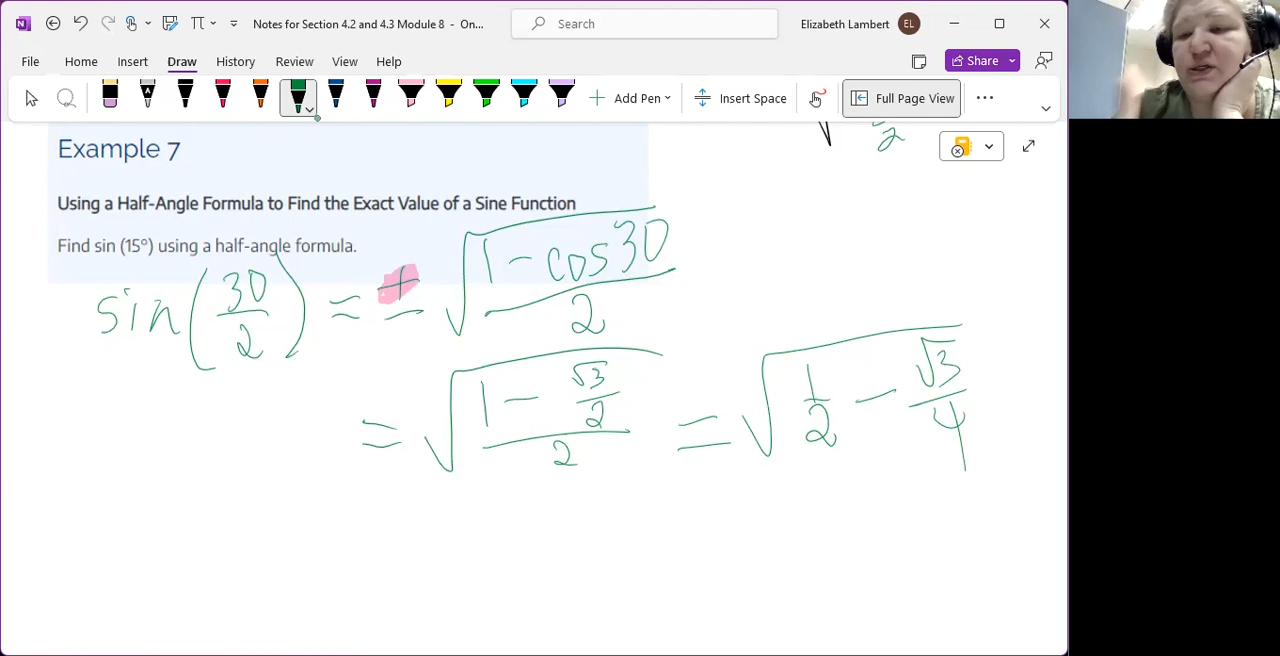 Notes for Section 4.2 and 4.3 Module 8 - On...
Search
Elizabeth Lambert EL
File Home Insert Draw History Review View Help
Share
A
Add Pen
Insert Space
Full Page View
2
Example 7
Using a Half-Angle Formula to Find the Exact Value of a Sine Function
Find sin (15°) using a half-angle formula.
sin(30/2) = ±√((1 - cos30)/2)
= √((1 - √3/2)/2) = √(1/2 - √3/4)